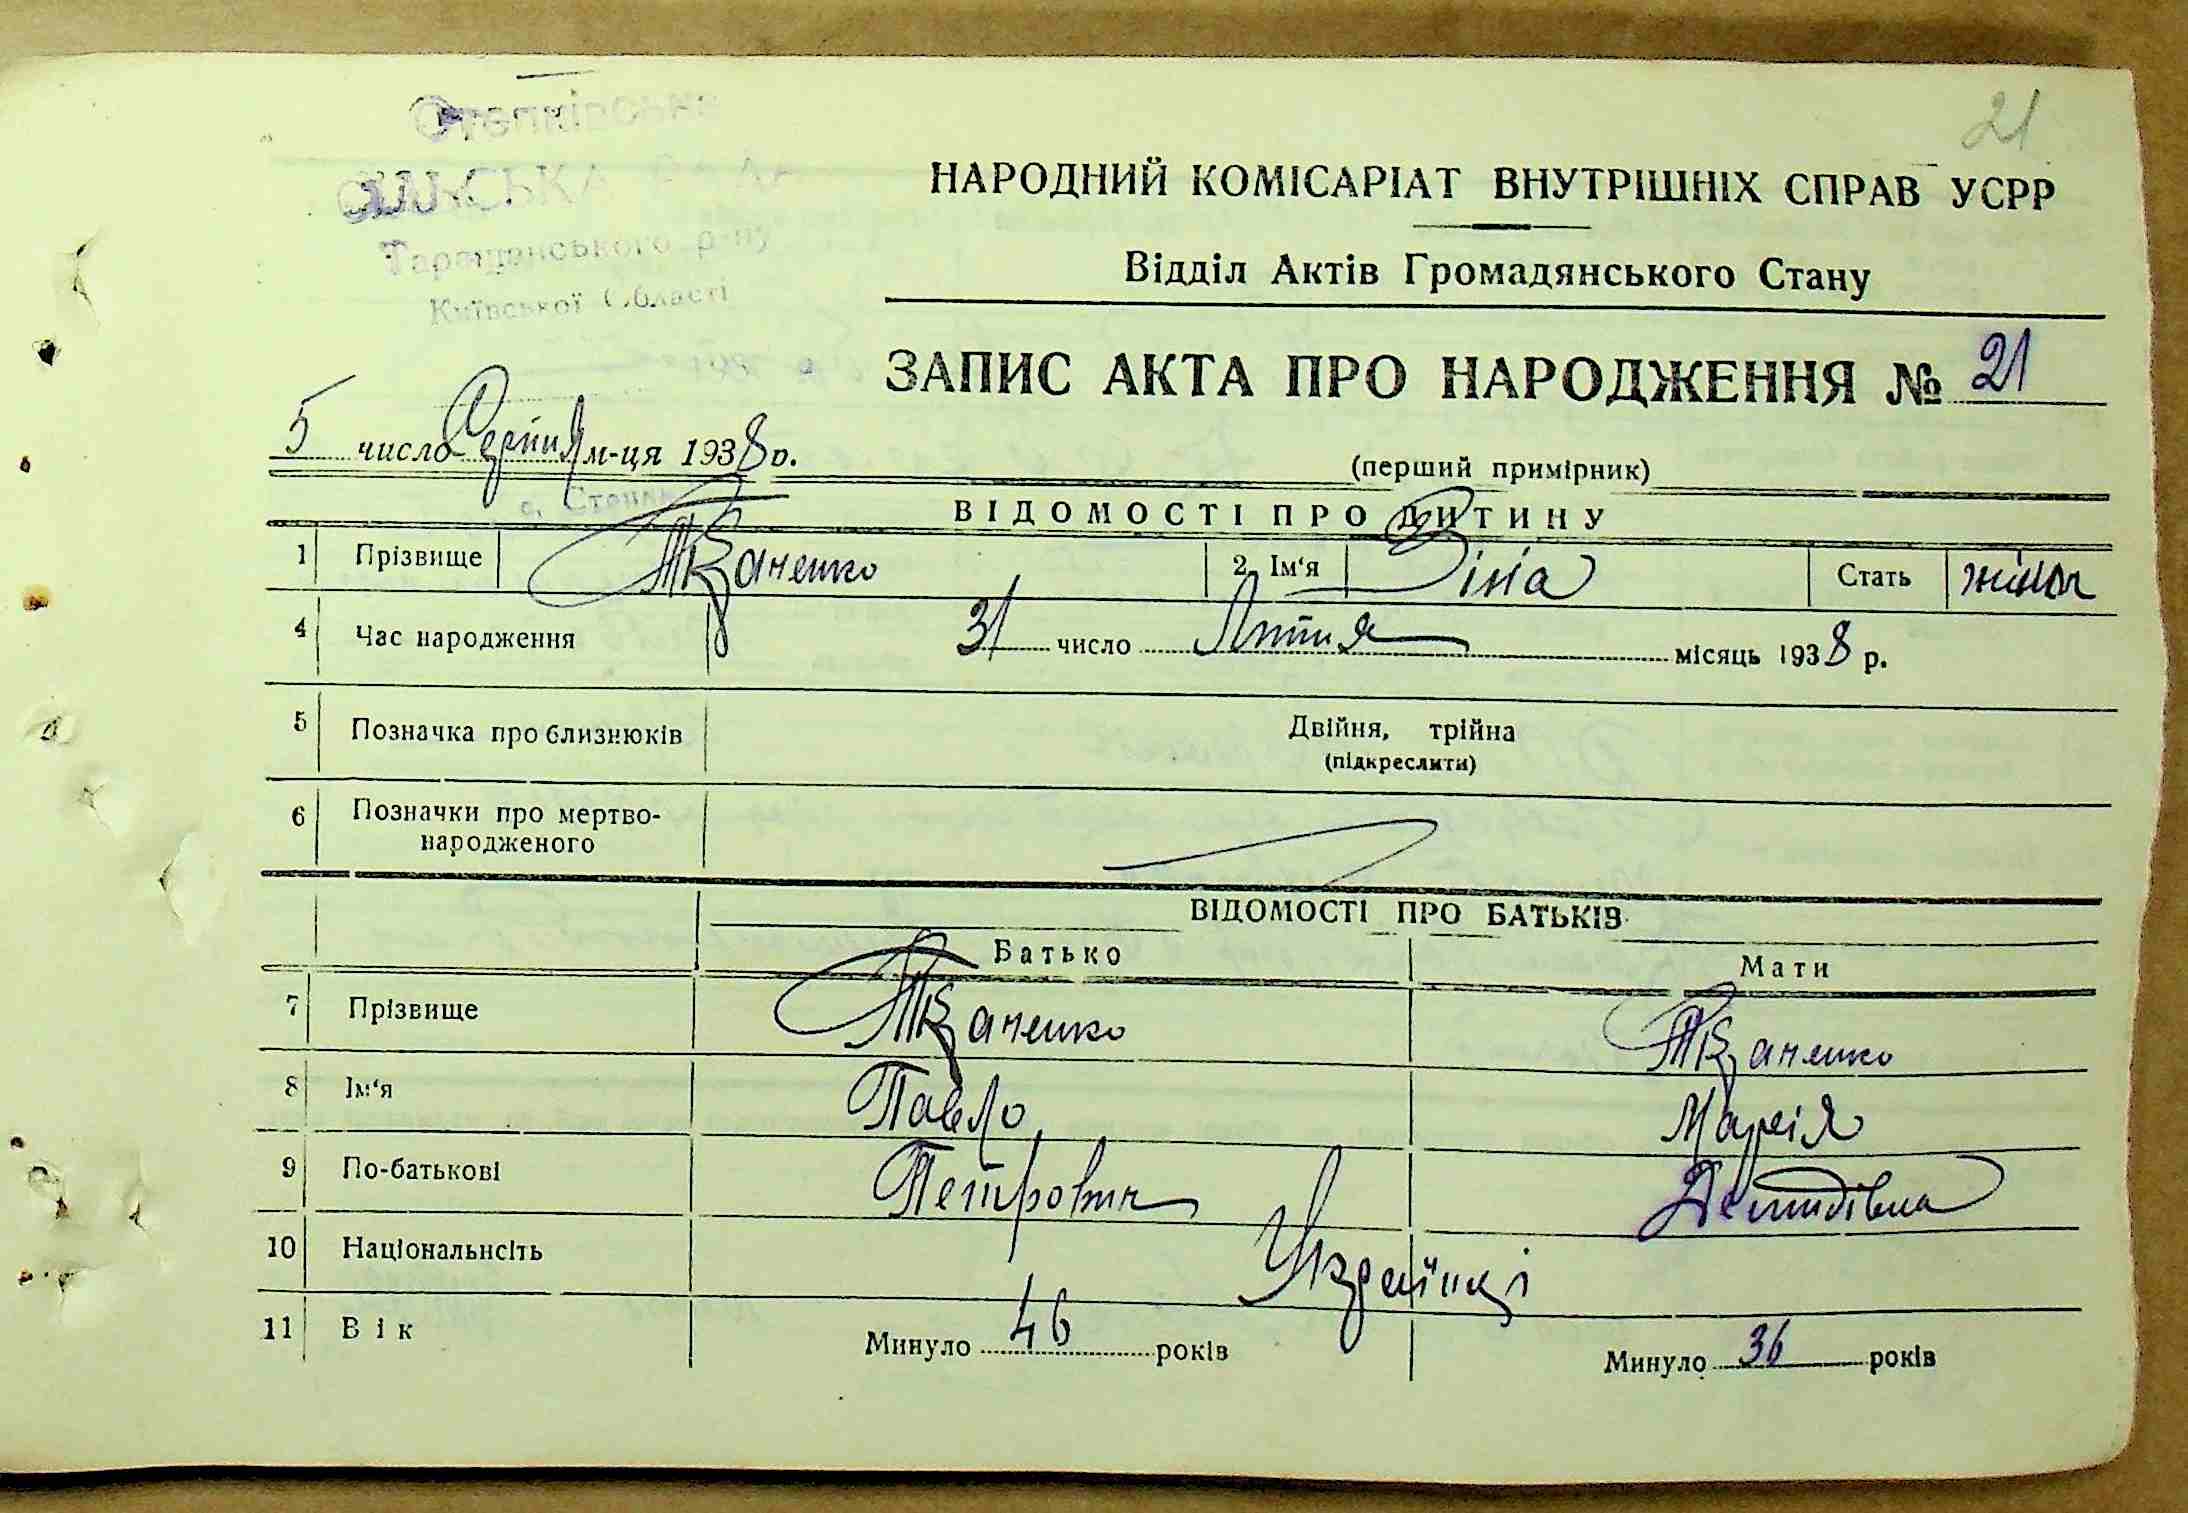 21
Степківська
СІЛЬСЬКА РАДА
Таращанського р-ну
Київської Області
НАРОДНИЙ КОМІСАРІАТ ВНУТРІШНІХ СПРАВ УСРР
Відділ Актів Громадянського Стану
ЗАПИС АКТА ПРО НАРОДЖЕННЯ № 21
5 число Серпня м-ця 1938 р.
(перший примірник)
ВІДОМОСТІ ПРО ДИТИНУ
1 Прізвище Ткаченко 2 Ім'я Зіна Стать жіноч
4 Час народження 31 число Липня місяць 1938 р.
5 Позначка про близнюків Двійня, трійна
(підкреслити)
6 Позначки про мертво-
народженого
ВІДОМОСТІ ПРО БАТЬКІВ
Батько Мати
7 Прізвище Ткаченко Ткаченко
8 Ім'я Павло Марія
9 По-батькові Петрович Демидівна
10 Національнсіть Українці
11 Вік Минуло 46 років Минуло 36 років